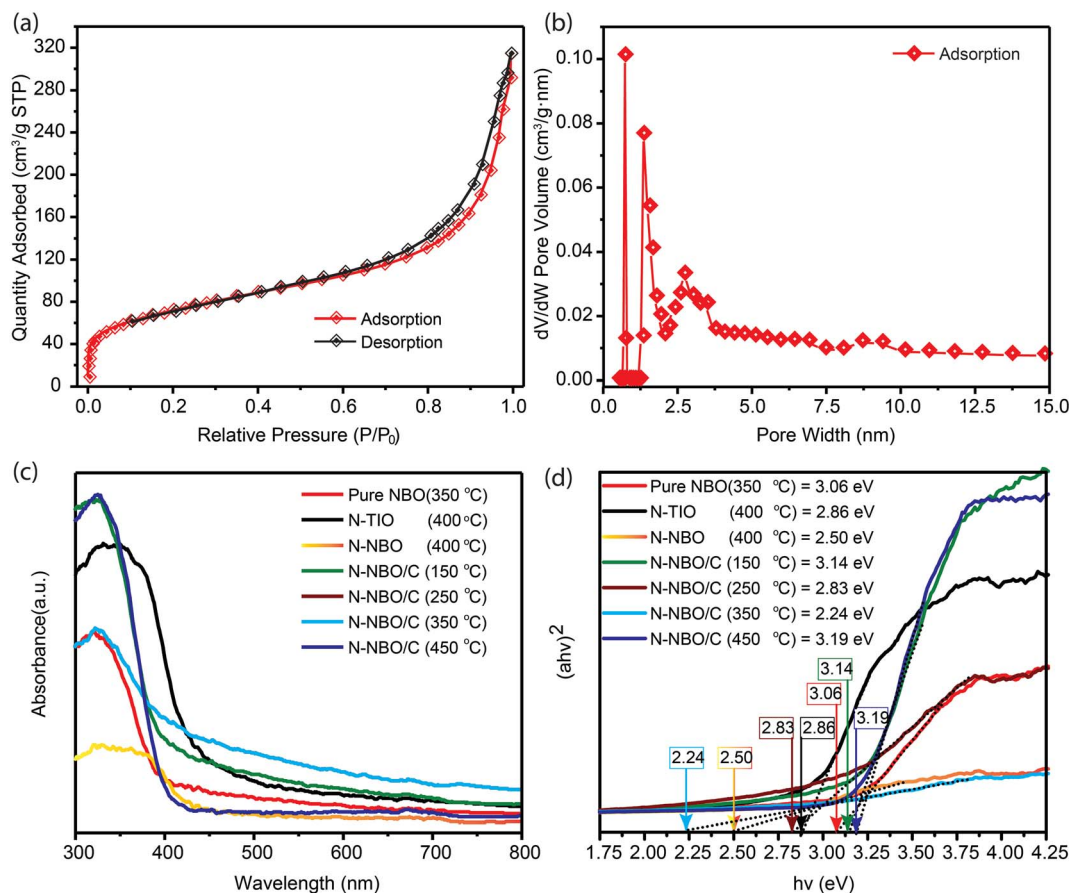 (a)
320
280
240
200
160
120
80
40
0
Quantity Adsorbed (cm³/g STP)
Adsorption
Desorption
0.0 0.2 0.4 0.6 0.8 1.0
Relative Pressure (P/P₀)
(b)
0.10
0.08
0.06
0.04
0.02
0.00
dV/dW Pore Volume (cm³/g·nm)
Adsorption
0.0 2.5 5.0 7.5 10.0 12.5 15.0
Pore Width (nm)
(c)
Absorbance(a.u.)
Pure NBO(350 °C)
N-TIO (400 °C)
N-NBO (400 °C)
N-NBO/C (150 °C)
N-NBO/C (250 °C)
N-NBO/C (350 °C)
N-NBO/C (450 °C)
300 400 500 600 700 800
Wavelength (nm)
(d)
(ahv)²
Pure NBO(350 °C) = 3.06 eV
N-TIO (400 °C) = 2.86 eV
N-NBO (400 °C) = 2.50 eV
N-NBO/C (150 °C) = 3.14 eV
N-NBO/C (250 °C) = 2.83 eV
N-NBO/C (350 °C) = 2.24 eV
N-NBO/C (450 °C) = 3.19 eV
3.14
3.06
3.19
2.83 2.86
2.24 2.50
1.75 2.00 2.25 2.50 2.75 3.00 3.25 3.50 3.75 4.00 4.25
hv (eV)